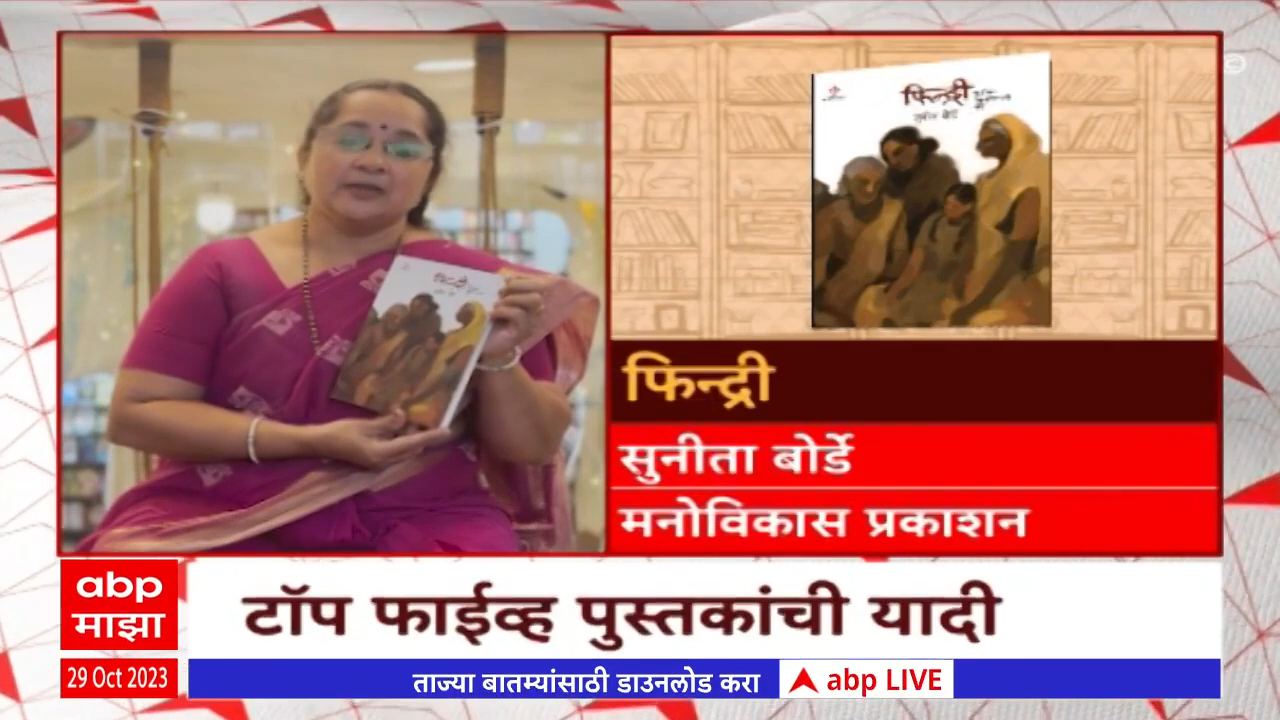 फिन्द्री
सुनीता बोर्डे
फिन्द्री
सुनीता बोर्डे
मनोविकास प्रकाशन
abp
माझा
टॉप फाईव्ह पुस्तकांची यादी
29 Oct 2023
ताज्या बातम्यांसाठी डाउनलोड करा
abp LIVE